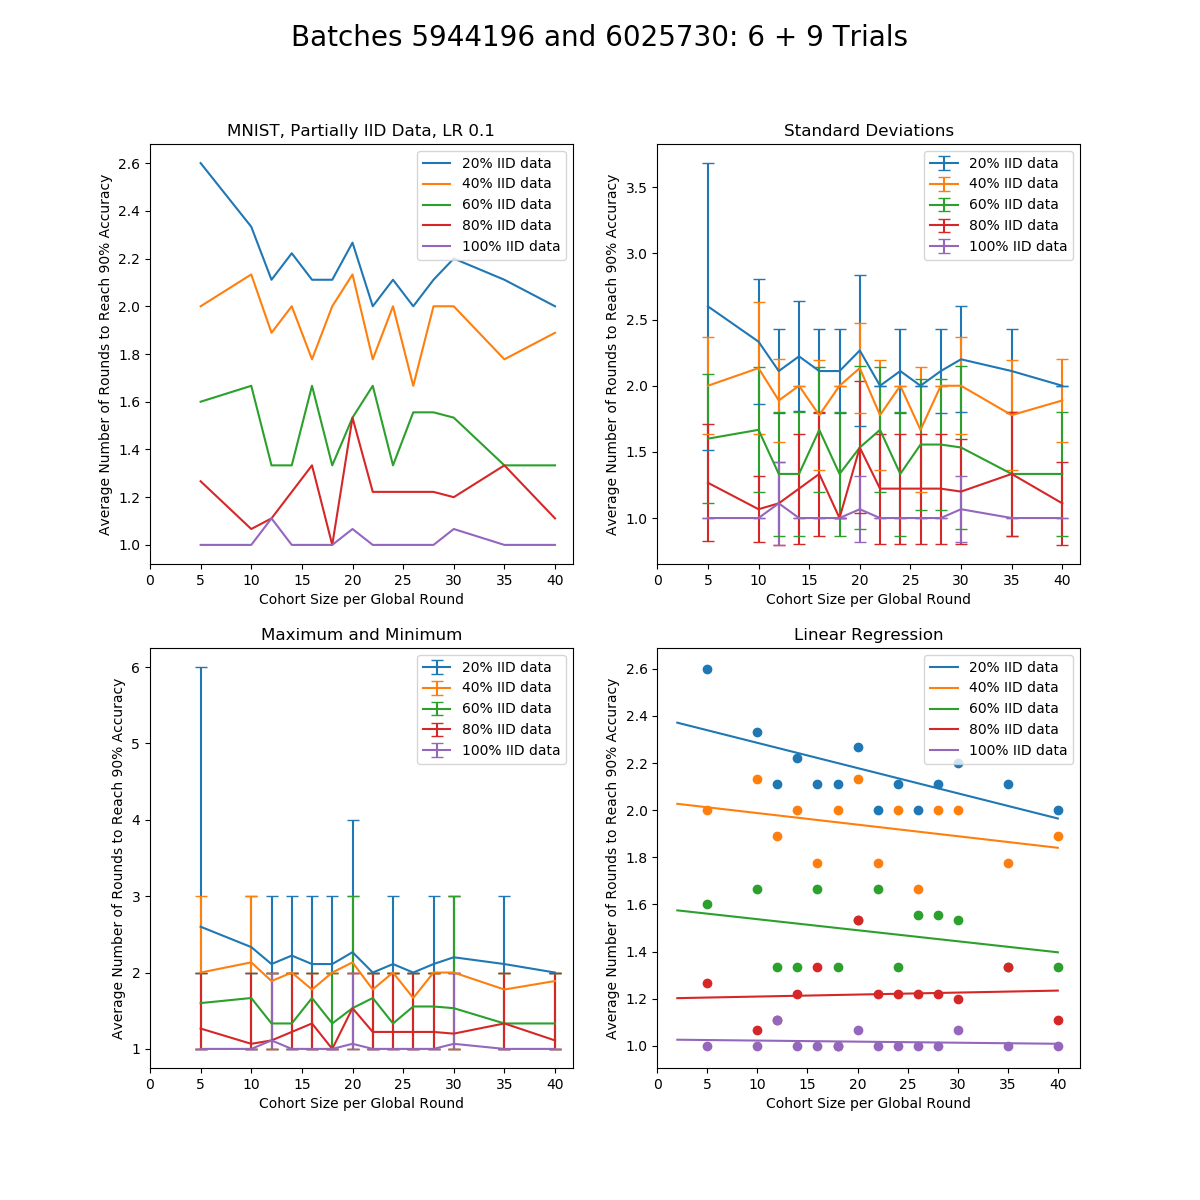 Batches 5944196 and 6025730: 6 + 9 Trials
MNIST, Partially IID Data, LR 0.1
Average Number of Rounds to Reach 90% Accuracy
2.6
2.4
2.2
2.0
1.8
1.6
1.4
1.2
1.0
20% IID data
40% IID data
60% IID data
80% IID data
100% IID data
0 5 10 15 20 25 30 35 40
Cohort Size per Global Round
Standard Deviations
Average Number of Rounds to Reach 90% Accuracy
3.5
3.0
2.5
2.0
1.5
1.0
20% IID data
40% IID data
60% IID data
80% IID data
100% IID data
0 5 10 15 20 25 30 35 40
Cohort Size per Global Round
Maximum and Minimum
Average Number of Rounds to Reach 90% Accuracy
6
5
4
3
2
1
20% IID data
40% IID data
60% IID data
80% IID data
100% IID data
0 5 10 15 20 25 30 35 40
Cohort Size per Global Round
Linear Regression
Average Number of Rounds to Reach 90% Accuracy
2.6
2.4
2.2
2.0
1.8
1.6
1.4
1.2
1.0
20% IID data
40% IID data
60% IID data
80% IID data
100% IID data
0 5 10 15 20 25 30 35 40
Cohort Size per Global Round